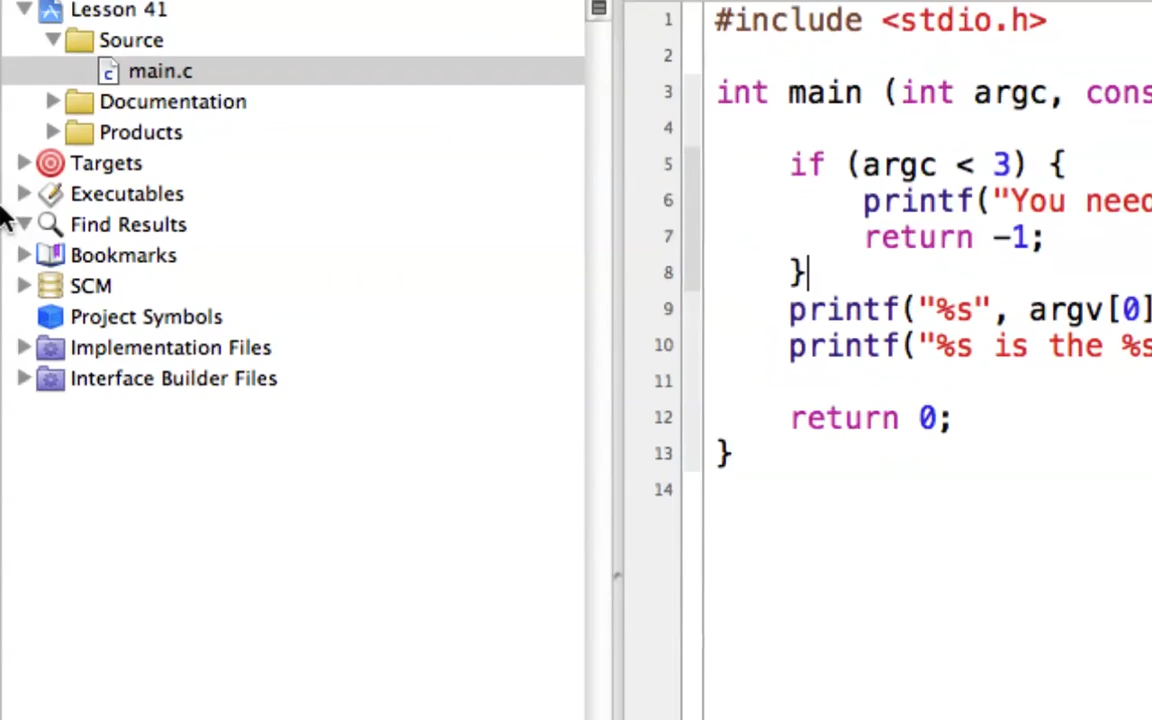 Lesson 41
Source
main.c
Documentation
Products
Targets
Executables
Find Results
Bookmarks
SCM
Project Symbols
Implementation Files
Interface Builder Files
1 #include <stdio.h>
2
3 int main (int argc, cons
4
5 if (argc < 3) {
6 printf("You need
7 return -1;
8 }
9 printf("%s", argv[0]
10 printf("%s is the %s
11
12 return 0;
13 }
14